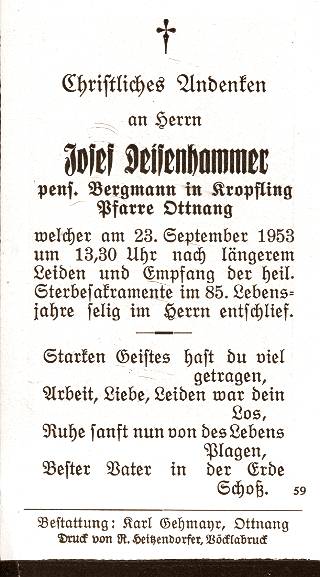 Christliches Andenken
an Herrn
Josef Deisenhammer
pens. Bergmann in Kropfling
Pfarre Ottnang
welcher am 23. September 1953
um 13,30 Uhr nach längerem
Leiden und Empfang der heil.
Sterbesakramente im 85. Lebens-
jahre selig im Herrn entschlief.
Starken Geistes hast du viel
getragen,
Arbeit, Liebe, Leiden war dein
Los,
Ruhe sanft nun von des Lebens
Plagen,
Bester Vater in der Erde
Schoß.
59
Bestattung: Karl Gehmayr, Ottnang
Druck von R. Heitzendorfer, Vöcklabruck